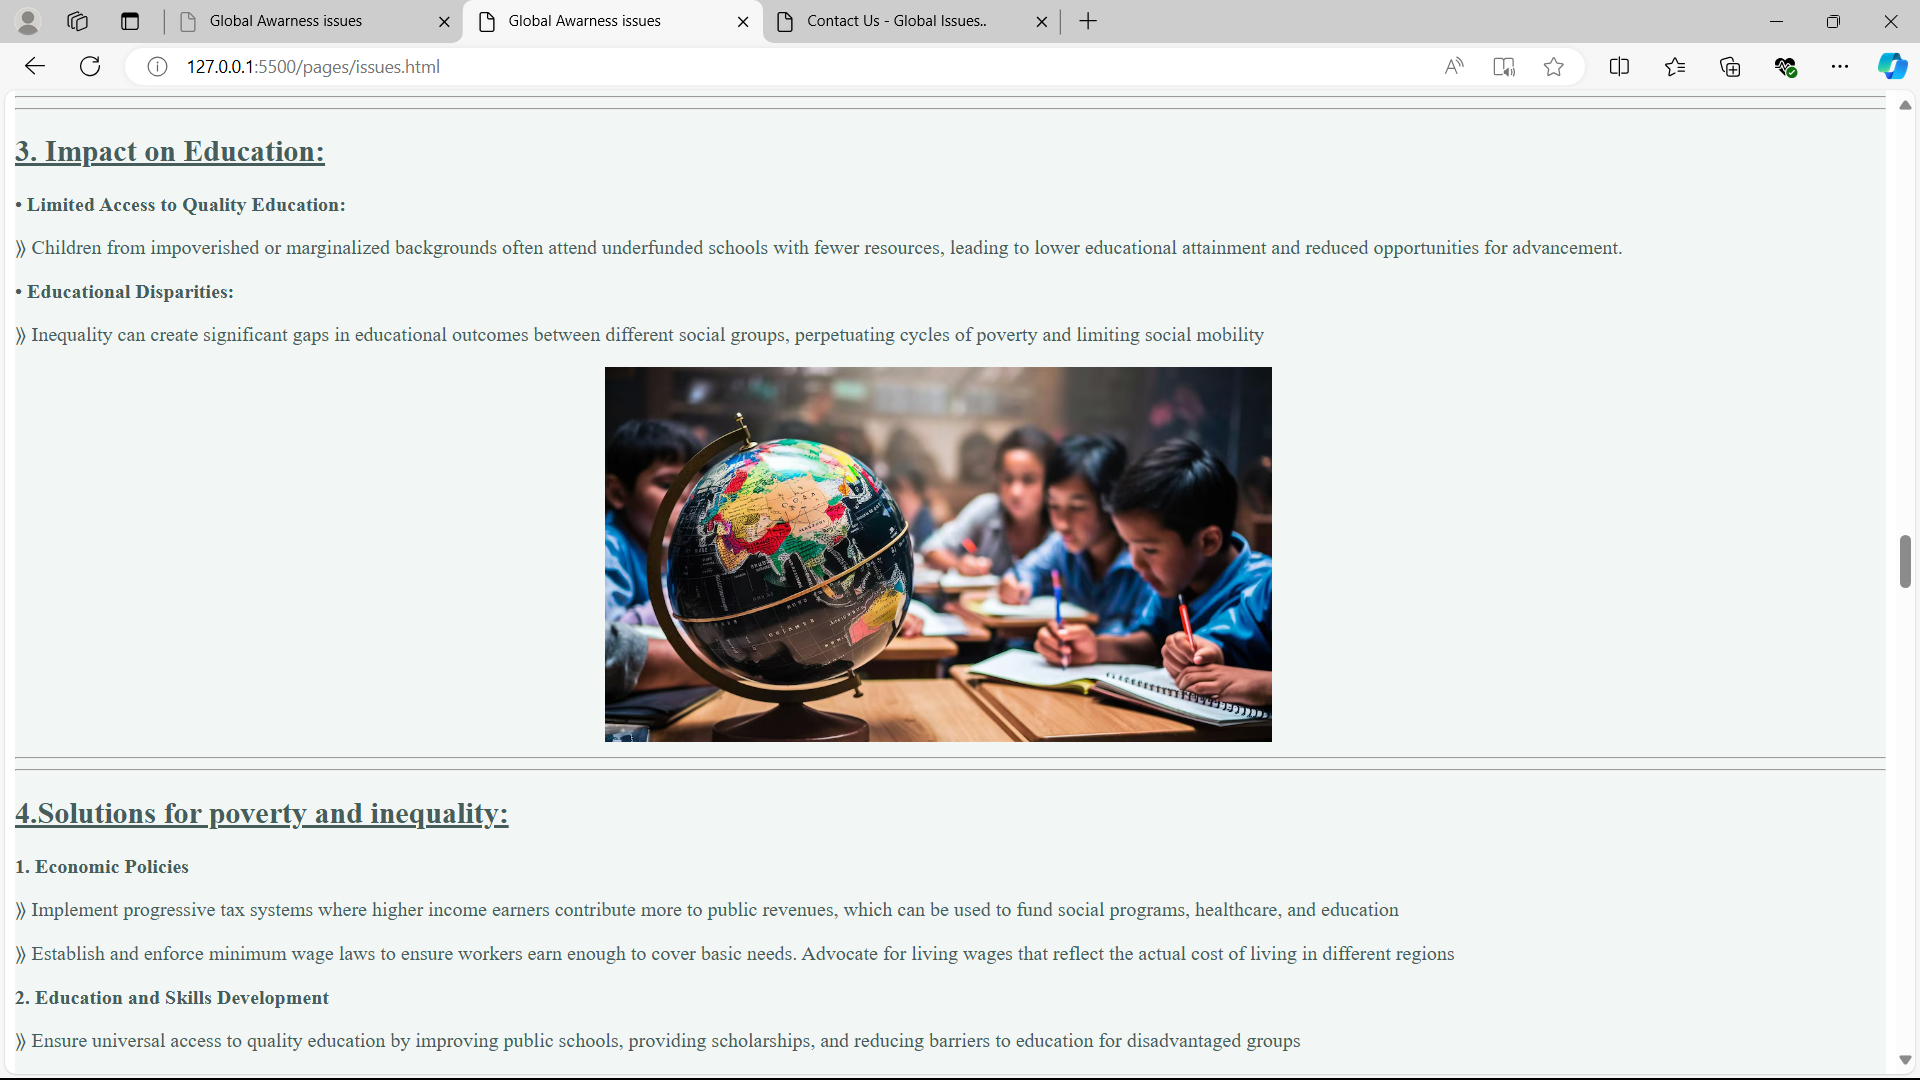 Global Awarness issues
Global Awarness issues
Contact Us - Global Issues..
127.0.0.1:5500/pages/issues.html
3. Impact on Education:
• Limited Access to Quality Education:
⟫ Children from impoverished or marginalized backgrounds often attend underfunded schools with fewer resources, leading to lower educational attainment and reduced opportunities for advancement.
• Educational Disparities:
⟫ Inequality can create significant gaps in educational outcomes between different social groups, perpetuating cycles of poverty and limiting social mobility
4.Solutions for poverty and inequality:
1. Economic Policies
⟫ Implement progressive tax systems where higher income earners contribute more to public revenues, which can be used to fund social programs, healthcare, and education
⟫ Establish and enforce minimum wage laws to ensure workers earn enough to cover basic needs. Advocate for living wages that reflect the actual cost of living in different regions
2. Education and Skills Development
⟫ Ensure universal access to quality education by improving public schools, providing scholarships, and reducing barriers to education for disadvantaged groups